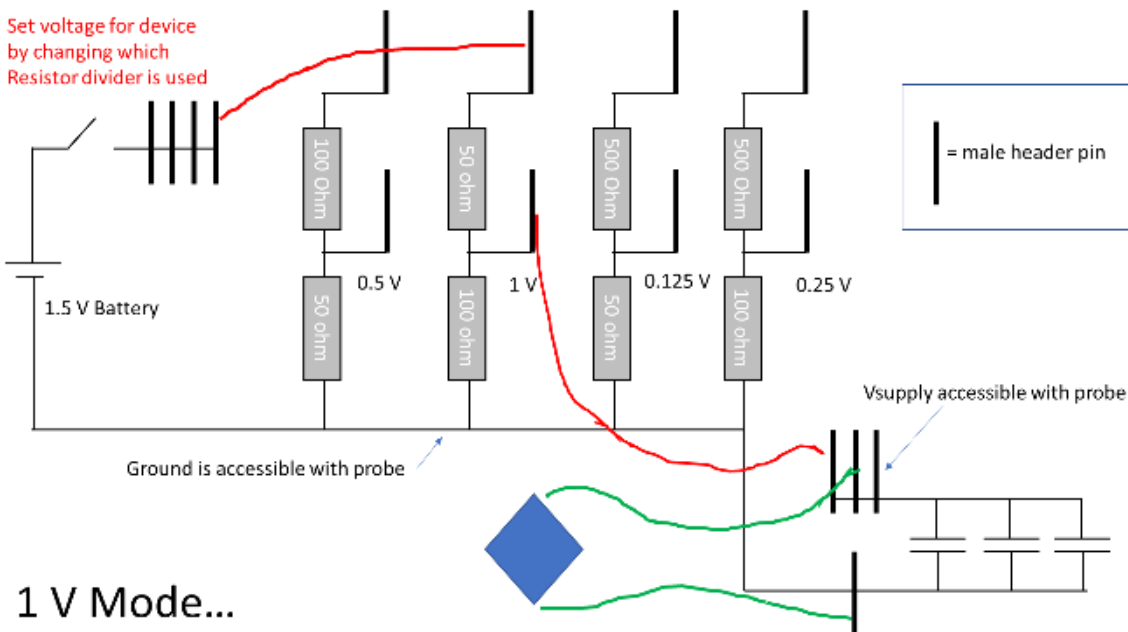 Set voltage for device
by changing which
Resistor divider is used
100 Ohm
50 ohm
500 Ohm
500 Ohm
= male header pin
0.5 V
1 V
0.125 V
0.25 V
1.5 V Battery
50 ohm
100 ohm
50 ohm
100 ohm
Vsupply accessible with probe
Ground is accessible with probe
1 V Mode...